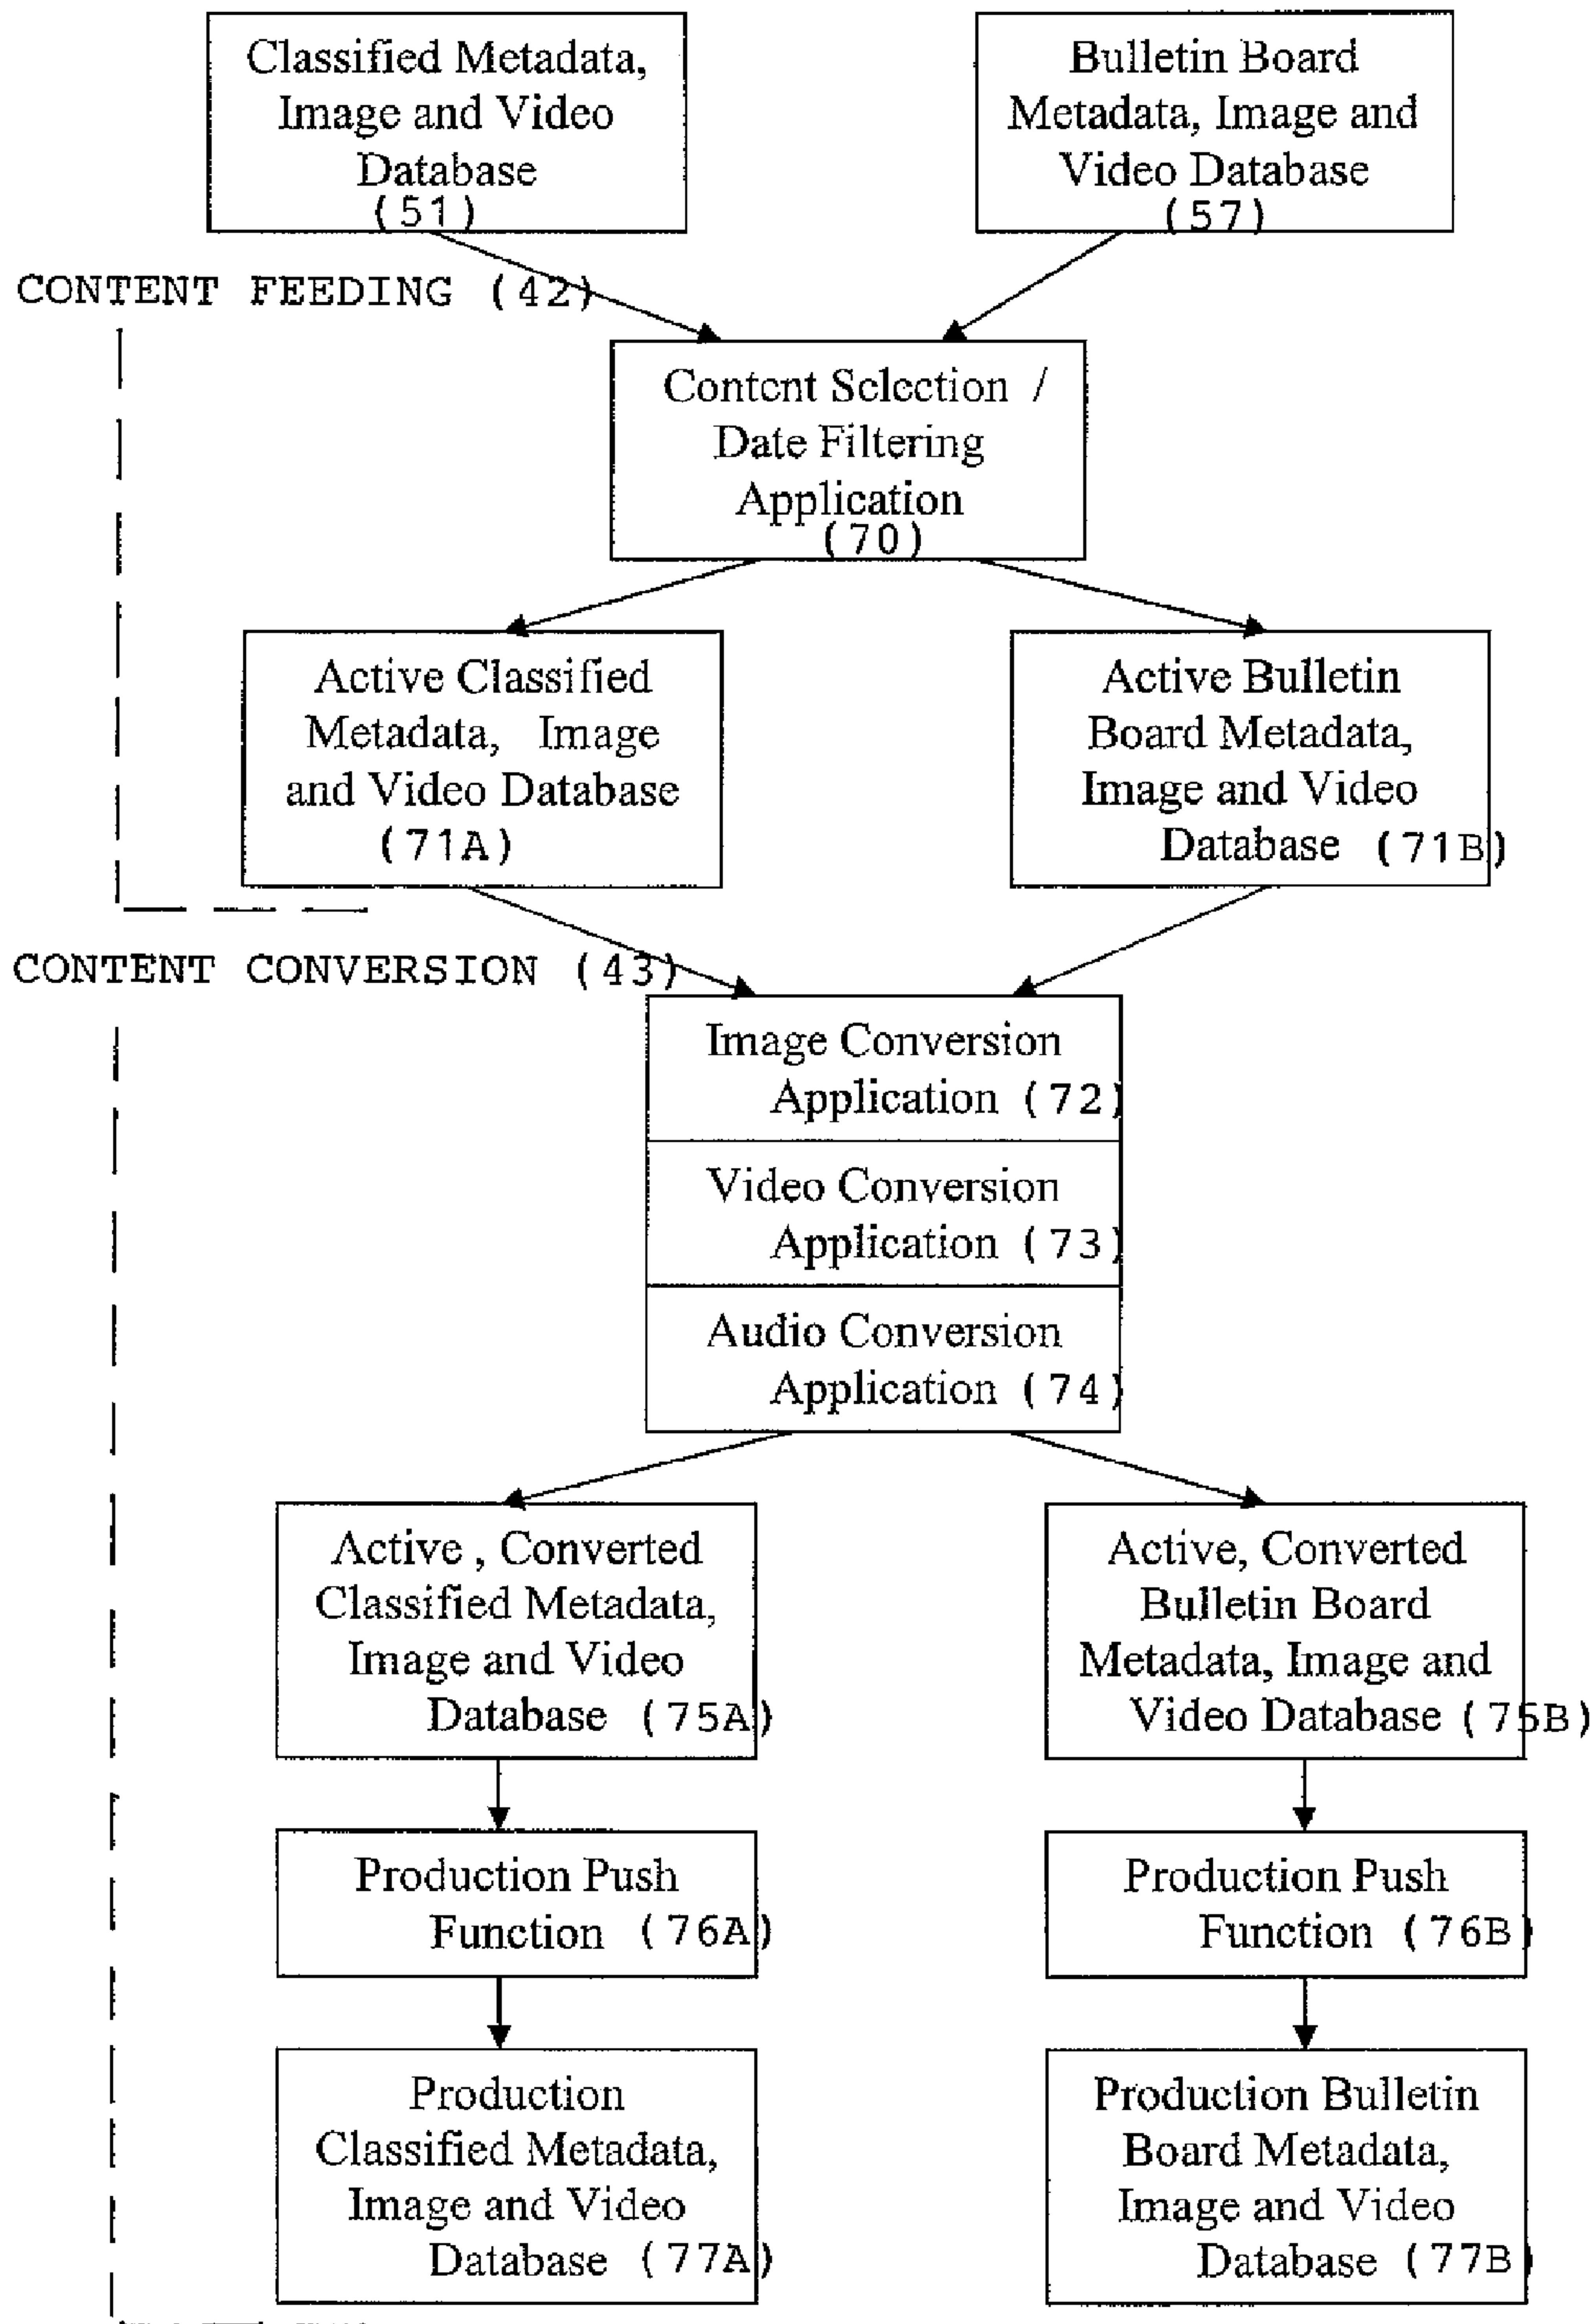 Classified Metadata,
Image and Video
Database
(51)
Bulletin Board
Metadata, Image and
Video Database
(57)
CONTENT FEEDING (42)
Content Selection /
Date Filtering
Application
(70)
Active Classified
Metadata, Image
and Video Database
(71A)
Active Bulletin
Board Metadata,
Image and Video
Database (71B)
CONTENT CONVERSION (43)
Image Conversion
Application (72)
Video Conversion
Application (73)
Audio Conversion
Application (74)
Active , Converted
Classified Metadata,
Image and Video
Database (75A)
Active, Converted
Bulletin Board
Metadata, Image and
Video Database (75B)
Production Push
Function (76A)
Production Push
Function (76B)
Production
Classified Metadata,
Image and Video
Database (77A)
Production Bulletin
Board Metadata,
Image and Video
Database (77B)